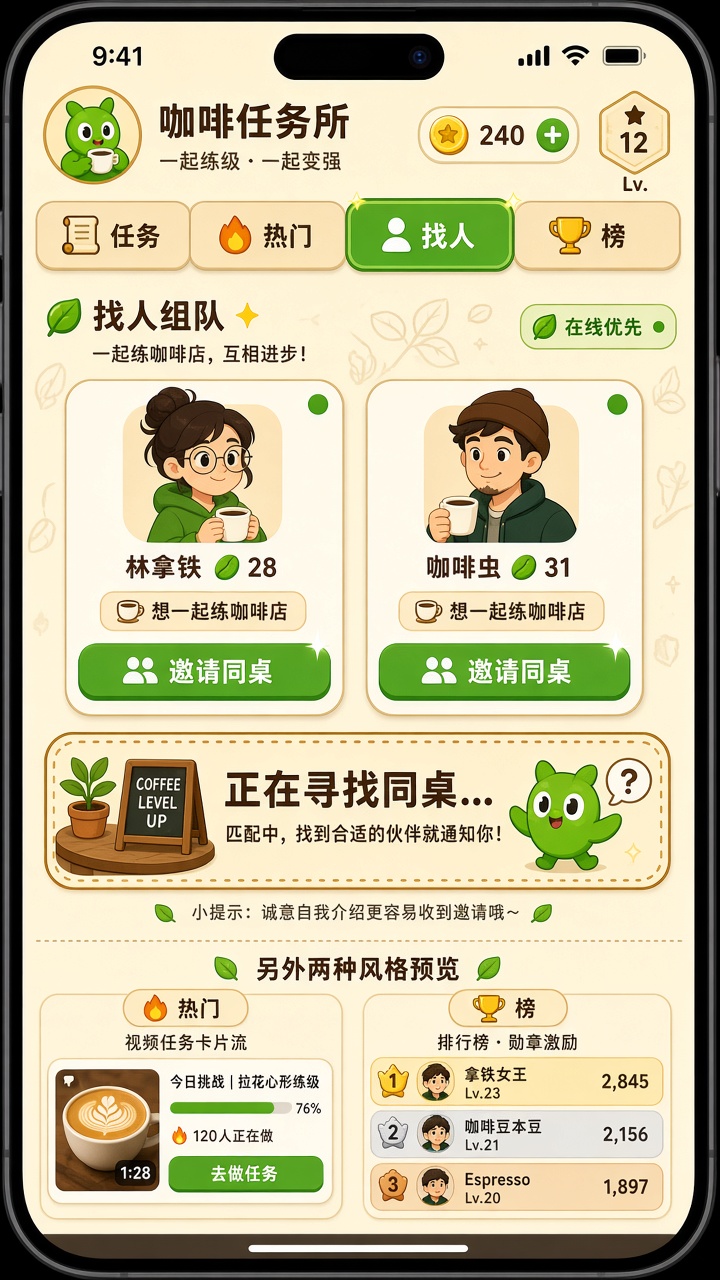 9:41
咖啡任务所
一起练级·一起变强
240
12
Lv.
任务
热门
找人
榜
找人组队
一起练咖啡店，互相进步！
在线优先
林拿铁 28
想一起练咖啡店
邀请同桌
咖啡虫 31
想一起练咖啡店
邀请同桌
COFFEE
LEVEL
UP
正在寻找同桌...
匹配中，找到合适的伙伴就通知你！
?
小提示：诚意自我介绍更容易收到邀请哦~
另外两种风格预览
热门
视频任务卡片流
今日挑战 | 拉花心形练级
76%
120人正在做
1:28
去做任务
榜
排行榜·勋章激励
1
拿铁女王
Lv.23
2,845
2
咖啡豆本豆
Lv.21
2,156
3
Espresso
Lv.20
1,897